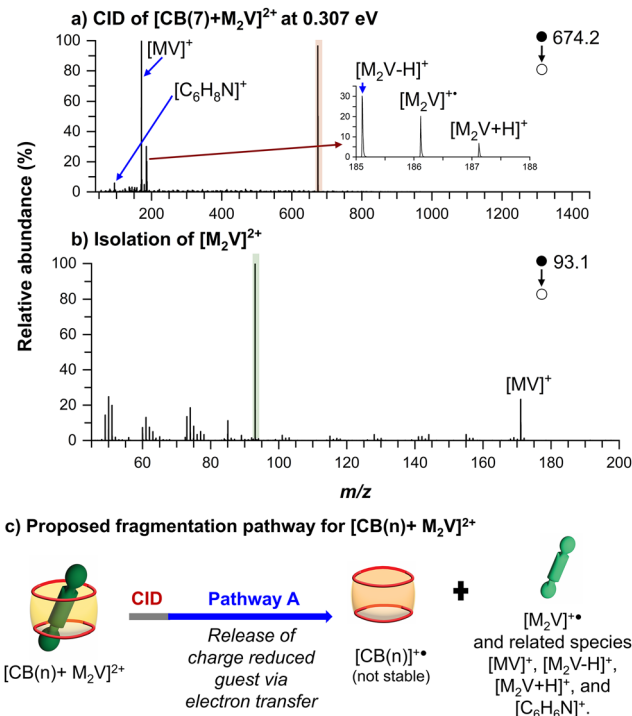 a) CID of [CB(7)+M₂V]²⁺ at 0.307 eV
100
80
60
40
20
0
[MV]⁺
[C₆H₈N]⁺
674.2
[M₂V-H]⁺
[M₂V]⁺•
[M₂V+H]⁺
30
20
10
0
185
186
187
188
200
400
600
800
1000
1200
1400
Relative abundance (%)
b) Isolation of [M₂V]²⁺
100
80
60
40
20
0
93.1
[MV]⁺
60
80
100
120
140
160
180
200
m/z
c) Proposed fragmentation pathway for [CB(n)+ M₂V]²⁺
CID
Pathway A
Release of
charge reduced
guest via
electron transfer
[CB(n)+ M₂V]²⁺
[CB(n)]⁺•
(not stable)
+
[M₂V]⁺•
and related species
[MV]⁺, [M₂V-H]⁺,
[M₂V+H]⁺, and
[C₆H₆N]⁺.